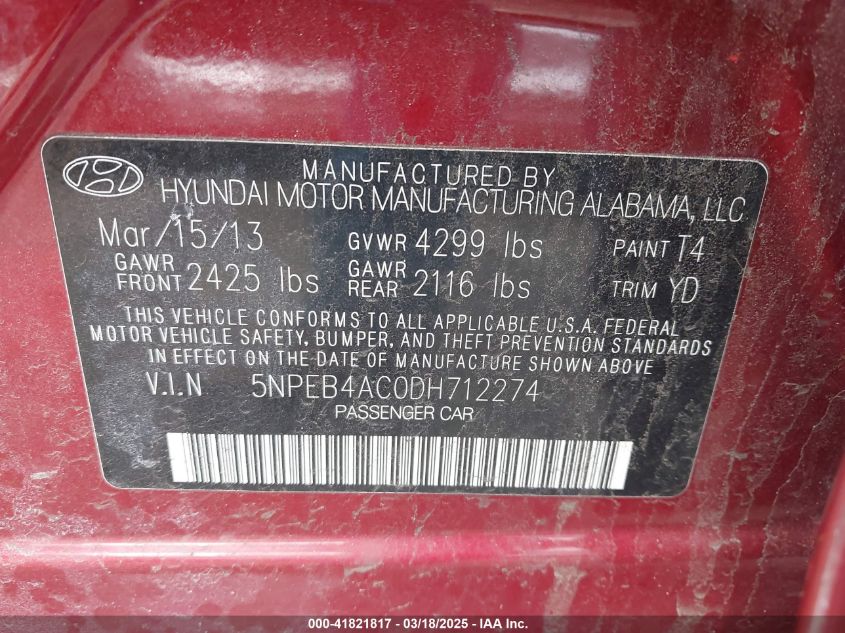 MANUFACTURED BY
HYUNDAI MOTOR MANUFACTURING ALABAMA, LLC
Mar/15/13 GVWR 4299 lbs PAINT T4
GAWR FRONT 2425 lbs GAWR REAR 2116 lbs TRIM YD
THIS VEHICLE CONFORMS TO ALL APPLICABLE U.S.A. FEDERAL
MOTOR VEHICLE SAFETY, BUMPER, AND THEFT PREVENTION STANDARDS
IN EFFECT ON THE DATE OF MANUFACTURE SHOWN ABOVE
V.I.N 5NPEB4AC0DH712274
PASSENGER CAR
000-41821817 - 03/18/2025 - IAA Inc.